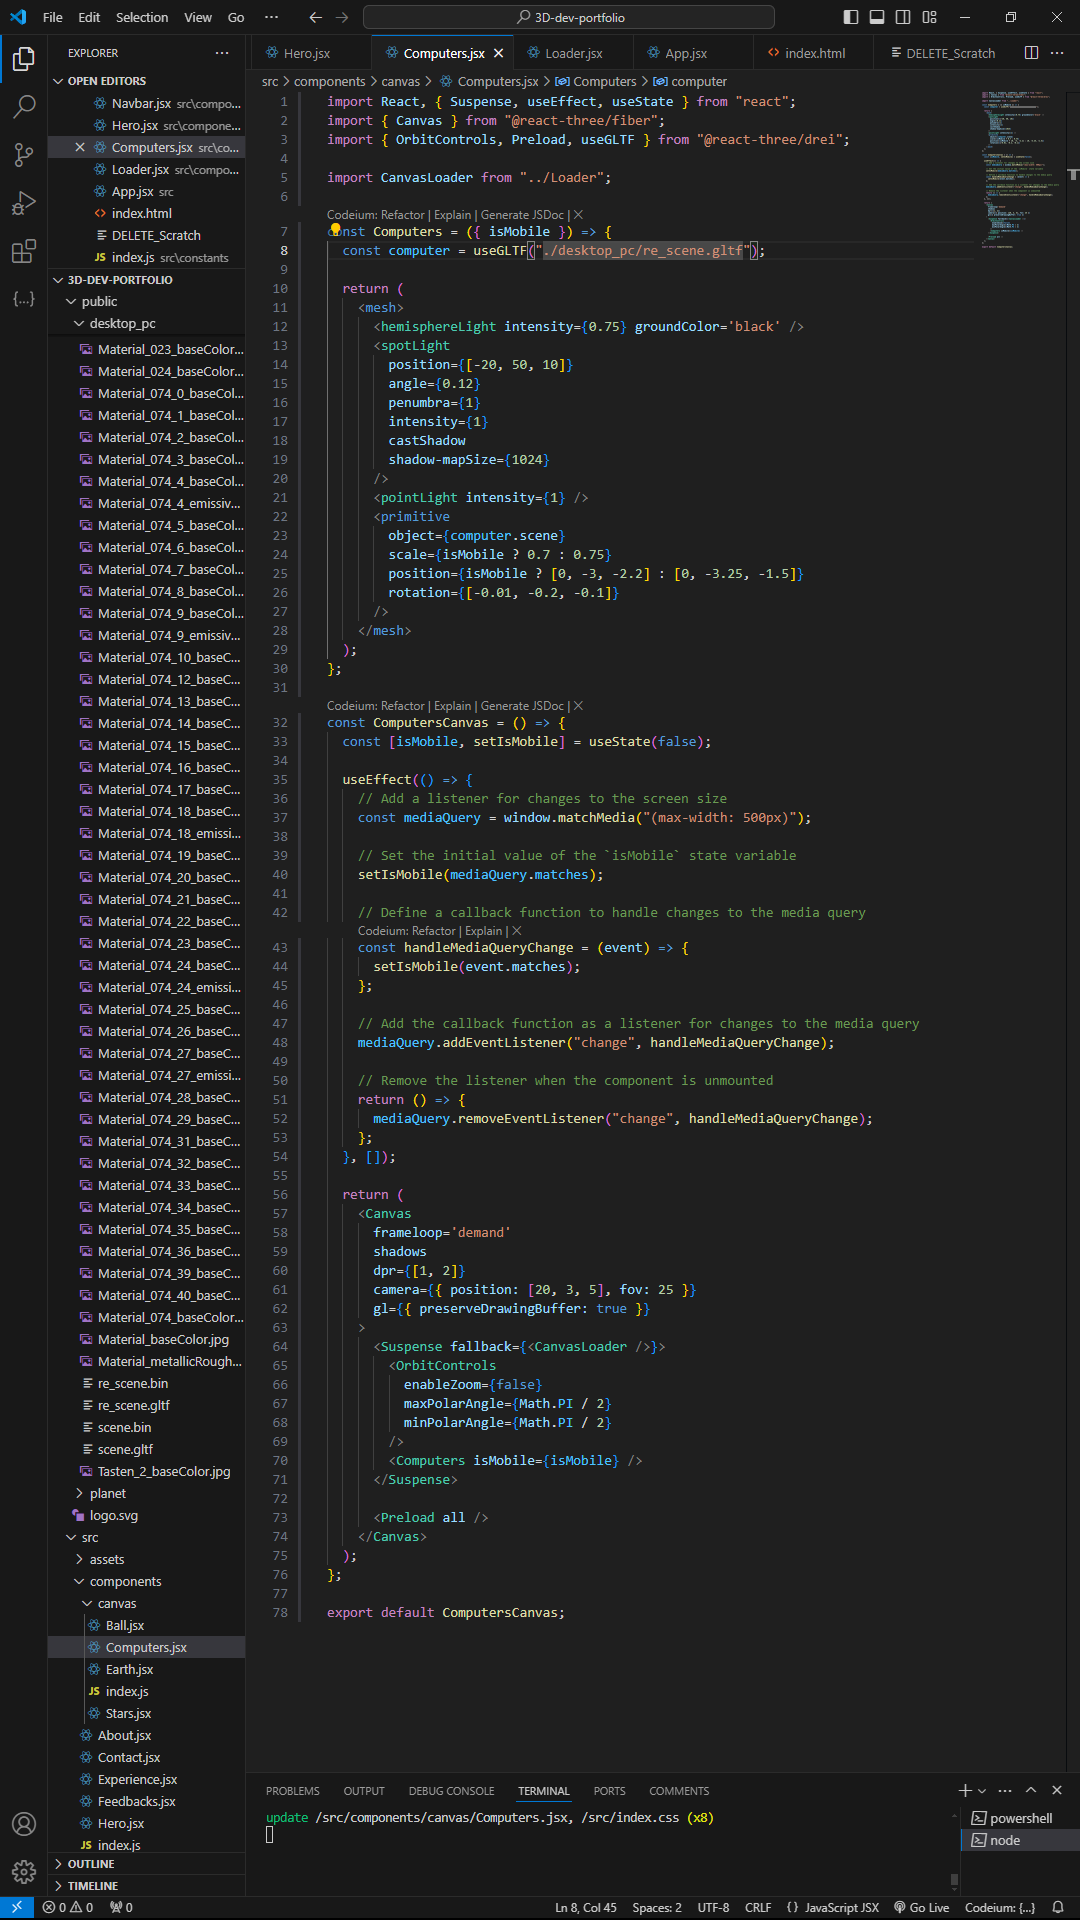 File Edit Selection View Go ··· 3D-dev-portfolio
EXPLORER ···
OPEN EDITORS
Navbar.jsx src\compo...
Hero.jsx src\compone...
Computers.jsx src\co...
Loader.jsx src\compo...
App.jsx src
index.html
DELETE_Scratch
JS index.js src\constants
3D-DEV-PORTFOLIO
public
desktop_pc
Material_023_baseColor...
Material_024_baseColor...
Material_074_0_baseCol...
Material_074_1_baseCol...
Material_074_2_baseCol...
Material_074_3_baseCol...
Material_074_4_baseCol...
Material_074_4_emissiv...
Material_074_5_baseCol...
Material_074_6_baseCol...
Material_074_7_baseCol...
Material_074_8_baseCol...
Material_074_9_baseCol...
Material_074_9_emissiv...
Material_074_10_baseC...
Material_074_12_baseC...
Material_074_13_baseC...
Material_074_14_baseC...
Material_074_15_baseC...
Material_074_16_baseC...
Material_074_17_baseC...
Material_074_18_baseC...
Material_074_18_emissi...
Material_074_19_baseC...
Material_074_20_baseC...
Material_074_21_baseC...
Material_074_22_baseC...
Material_074_23_baseC...
Material_074_24_baseC...
Material_074_24_emissi...
Material_074_25_baseC...
Material_074_26_baseC...
Material_074_27_baseC...
Material_074_27_emissi...
Material_074_28_baseC...
Material_074_29_baseC...
Material_074_31_baseC...
Material_074_32_baseC...
Material_074_33_baseC...
Material_074_34_baseC...
Material_074_35_baseC...
Material_074_36_baseC...
Material_074_39_baseC...
Material_074_40_baseC...
Material_074_baseColor...
Material_baseColor.jpg
Material_metallicRough...
re_scene.bin
re_scene.gltf
scene.bin
scene.gltf
Tasten_2_baseColor.jpg
planet
logo.svg
src
assets
components
canvas
Ball.jsx
Computers.jsx
Earth.jsx
JS index.js
Stars.jsx
About.jsx
Contact.jsx
Experience.jsx
Feedbacks.jsx
Hero.jsx
JS index.js
OUTLINE
TIMELINE
Hero.jsx Computers.jsx Loader.jsx App.jsx index.html DELETE_Scratch ···
src > components > canvas > Computers.jsx > Computers > computer
1 import React, { Suspense, useEffect, useState } from "react";
2 import { Canvas } from "@react-three/fiber";
3 import { OrbitControls, Preload, useGLTF } from "@react-three/drei";
4
5 import CanvasLoader from "../Loader";
6
Codeium: Refactor | Explain | Generate JSDoc | ✕
7 const Computers = ({ isMobile }) => {
8 const computer = useGLTF("./desktop_pc/re_scene.gltf");
9
10 return (
11 <mesh>
12 <hemisphereLight intensity={0.75} groundColor='black' />
13 <spotLight
14 position={[-20, 50, 10]}
15 angle={0.12}
16 penumbra={1}
17 intensity={1}
18 castShadow
19 shadow-mapSize={1024}
20 />
21 <pointLight intensity={1} />
22 <primitive
23 object={computer.scene}
24 scale={isMobile ? 0.7 : 0.75}
25 position={isMobile ? [0, -3, -2.2] : [0, -3.25, -1.5]}
26 rotation={[-0.01, -0.2, -0.1]}
27 />
28 </mesh>
29 );
30 };
31
Codeium: Refactor | Explain | Generate JSDoc | ✕
32 const ComputersCanvas = () => {
33 const [isMobile, setIsMobile] = useState(false);
34
35 useEffect(() => {
36 // Add a listener for changes to the screen size
37 const mediaQuery = window.matchMedia("(max-width: 500px)");
38
39 // Set the initial value of the `isMobile` state variable
40 setIsMobile(mediaQuery.matches);
41
42 // Define a callback function to handle changes to the media query
Codeium: Refactor | Explain | ✕
43 const handleMediaQueryChange = (event) => {
44 setIsMobile(event.matches);
45 };
46
47 // Add the callback function as a listener for changes to the media query
48 mediaQuery.addEventListener("change", handleMediaQueryChange);
49
50 // Remove the listener when the component is unmounted
51 return () => {
52 mediaQuery.removeEventListener("change", handleMediaQueryChange);
53 };
54 }, []);
55
56 return (
57 <Canvas
58 frameloop='demand'
59 shadows
60 dpr={[1, 2]}
61 camera={{ position: [20, 3, 5], fov: 25 }}
62 gl={{ preserveDrawingBuffer: true }}
63 >
64 <Suspense fallback={<CanvasLoader />}>
65 <OrbitControls
66 enableZoom={false}
67 maxPolarAngle={Math.PI / 2}
68 minPolarAngle={Math.PI / 2}
69 />
70 <Computers isMobile={isMobile} />
71 </Suspense>
72
73 <Preload all />
74 </Canvas>
75 );
76 };
77
78 export default ComputersCanvas;
PROBLEMS OUTPUT DEBUG CONSOLE TERMINAL PORTS COMMENTS
update /src/components/canvas/Computers.jsx, /src/index.css (x8)
powershell
node
0 0 0 Ln 8, Col 45 Spaces: 2 UTF-8 CRLF {} JavaScript JSX Go Live Codeium: {...}